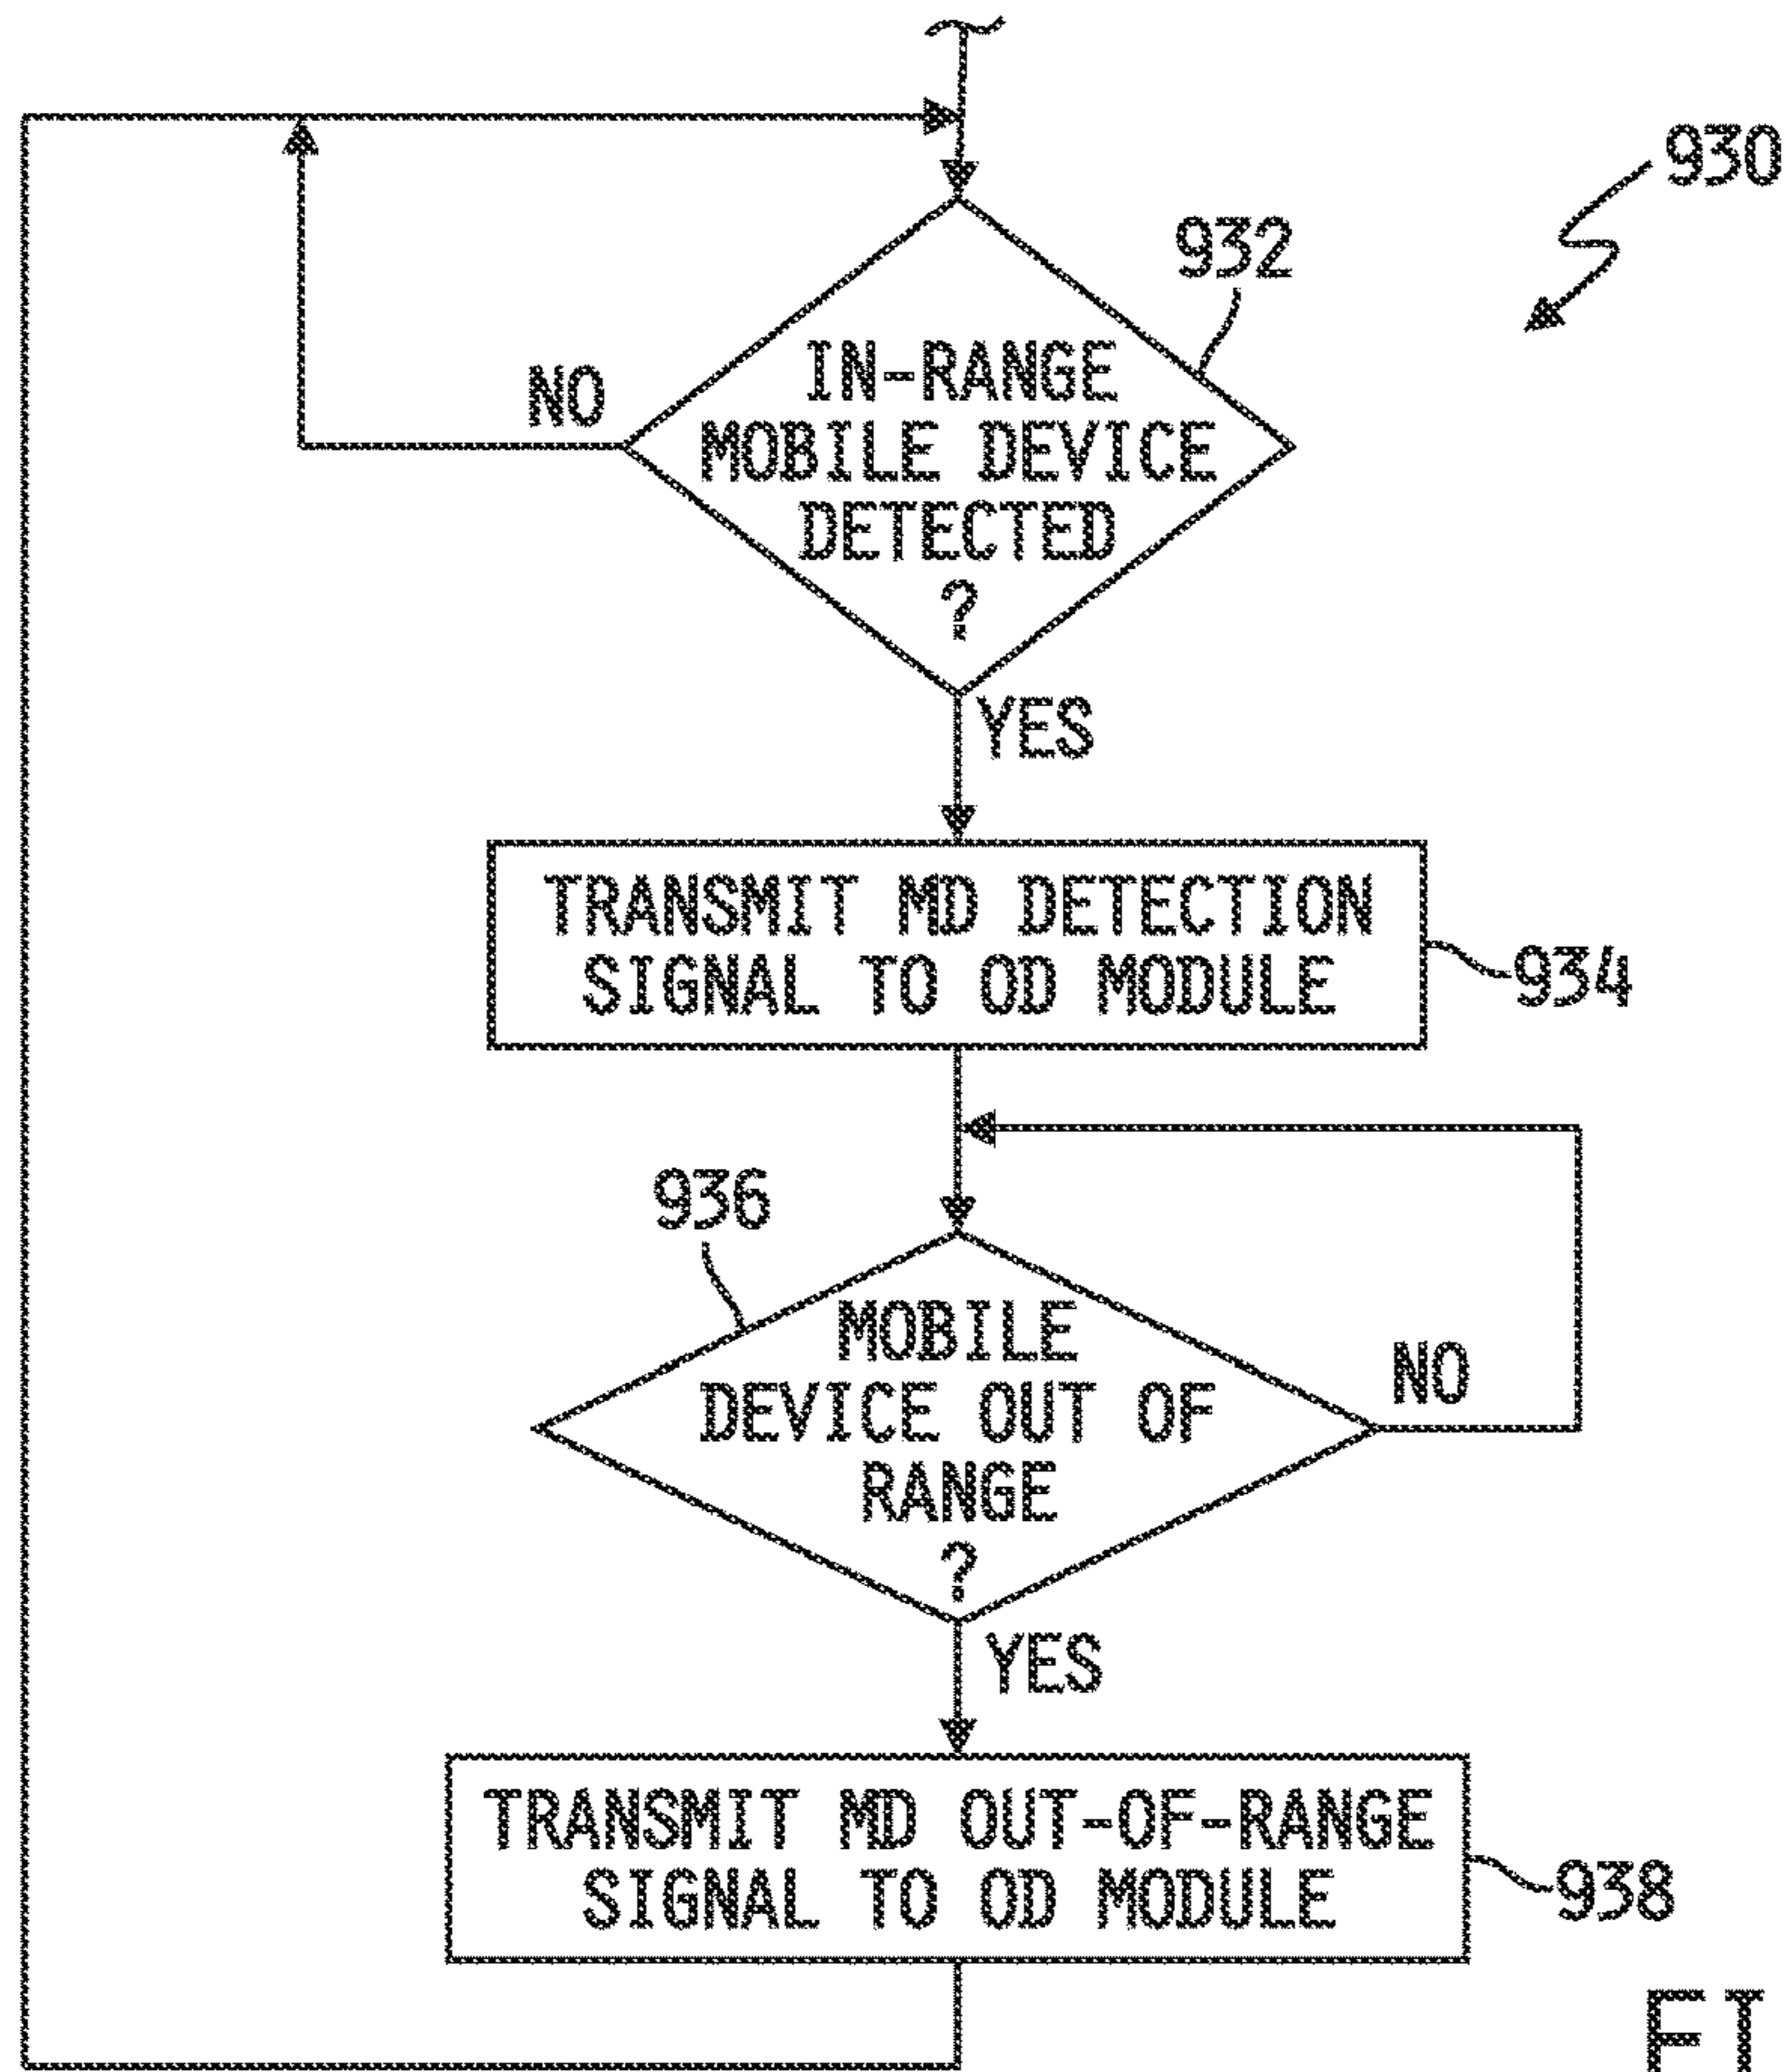 930
932
IN-RANGE
MOBILE DEVICE
DETECTED
?
NO
YES
TRANSMIT MD DETECTION
SIGNAL TO OD MODULE
934
936
MOBILE
DEVICE OUT OF
RANGE
?
NO
YES
TRANSMIT MD OUT-OF-RANGE
SIGNAL TO OD MODULE
938